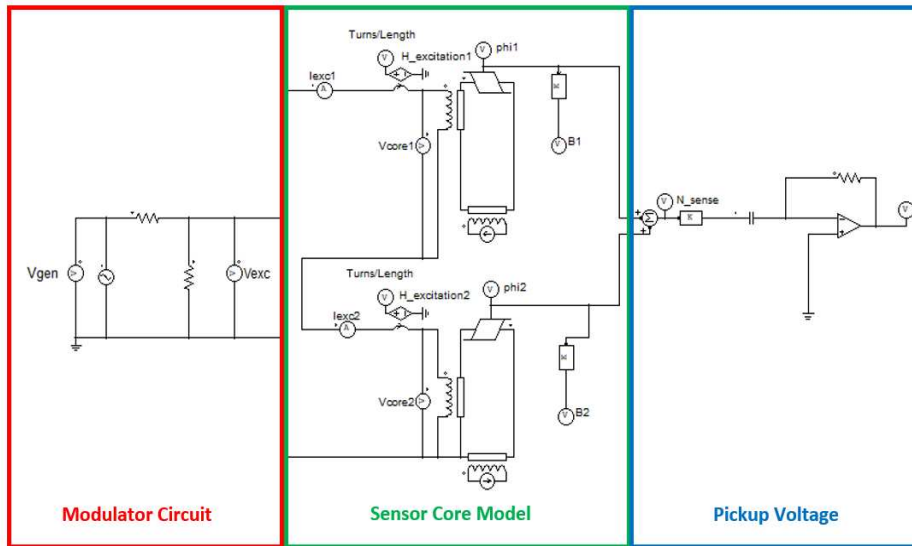 Turns/Length
V
H_excitation1
V
phi1
Iexc1
A
K
Vcore1
V
V
B1
V
N_sense
V
Σ
K
Vgen
V
V
Vexc
Turns/Length
V
H_excitation2
V
phi2
Iexc2
A
K
Vcore2
V
V
B2
Modulator Circuit
Sensor Core Model
Pickup Voltage